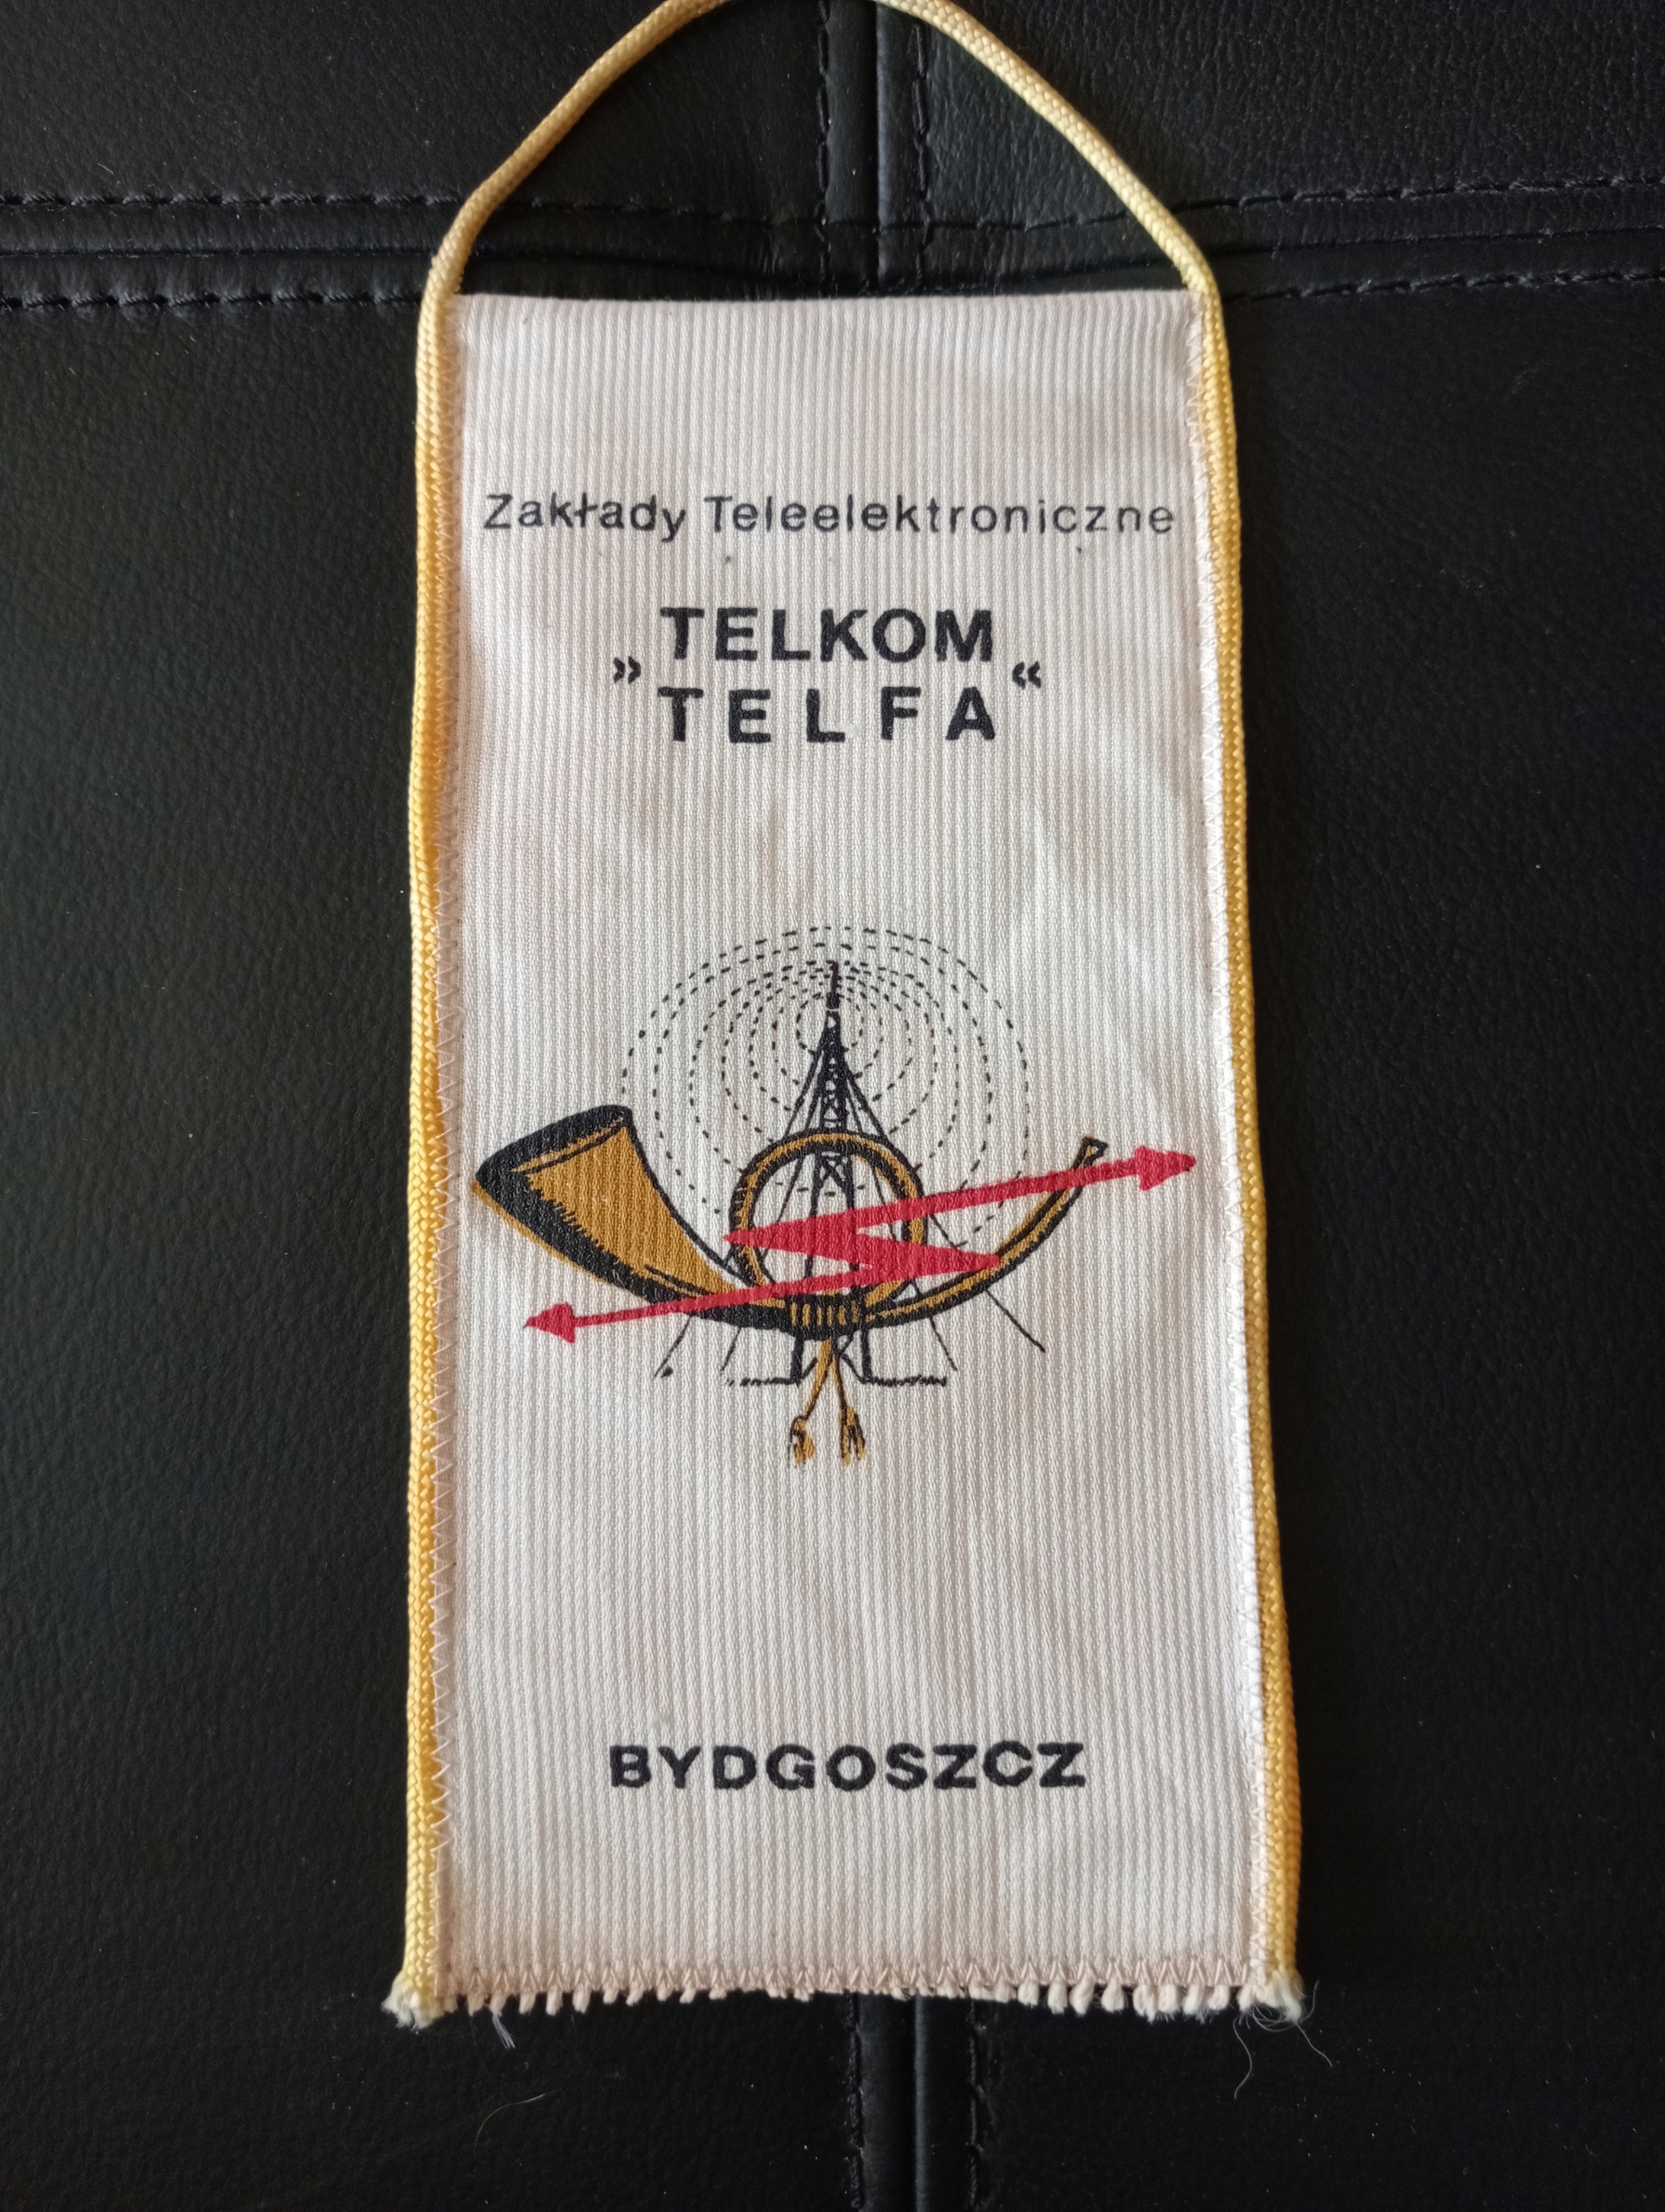 Zakłady Teleelektroniczne
» TELKOM
TELFA «
BYDGOSZCZ